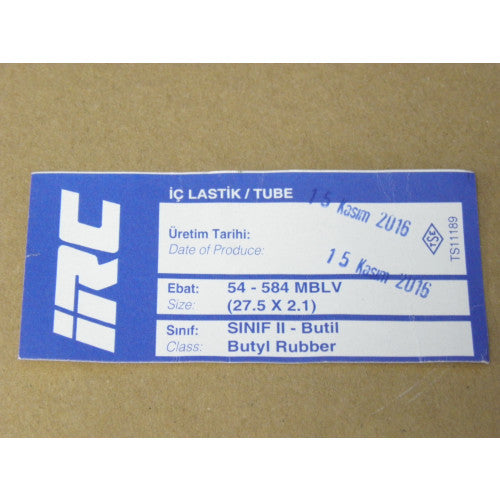 IRC
İÇ LASTİK / TUBE
15 Kasım 2016
Üretim Tarihi:
Date of Produce:
15 Kasım 2016
TSE
TS11189
Ebat: 54 - 584 MBLV
Size: (27.5 X 2.1)
Sınıf: SINIF II - Butil
Class: Butyl Rubber